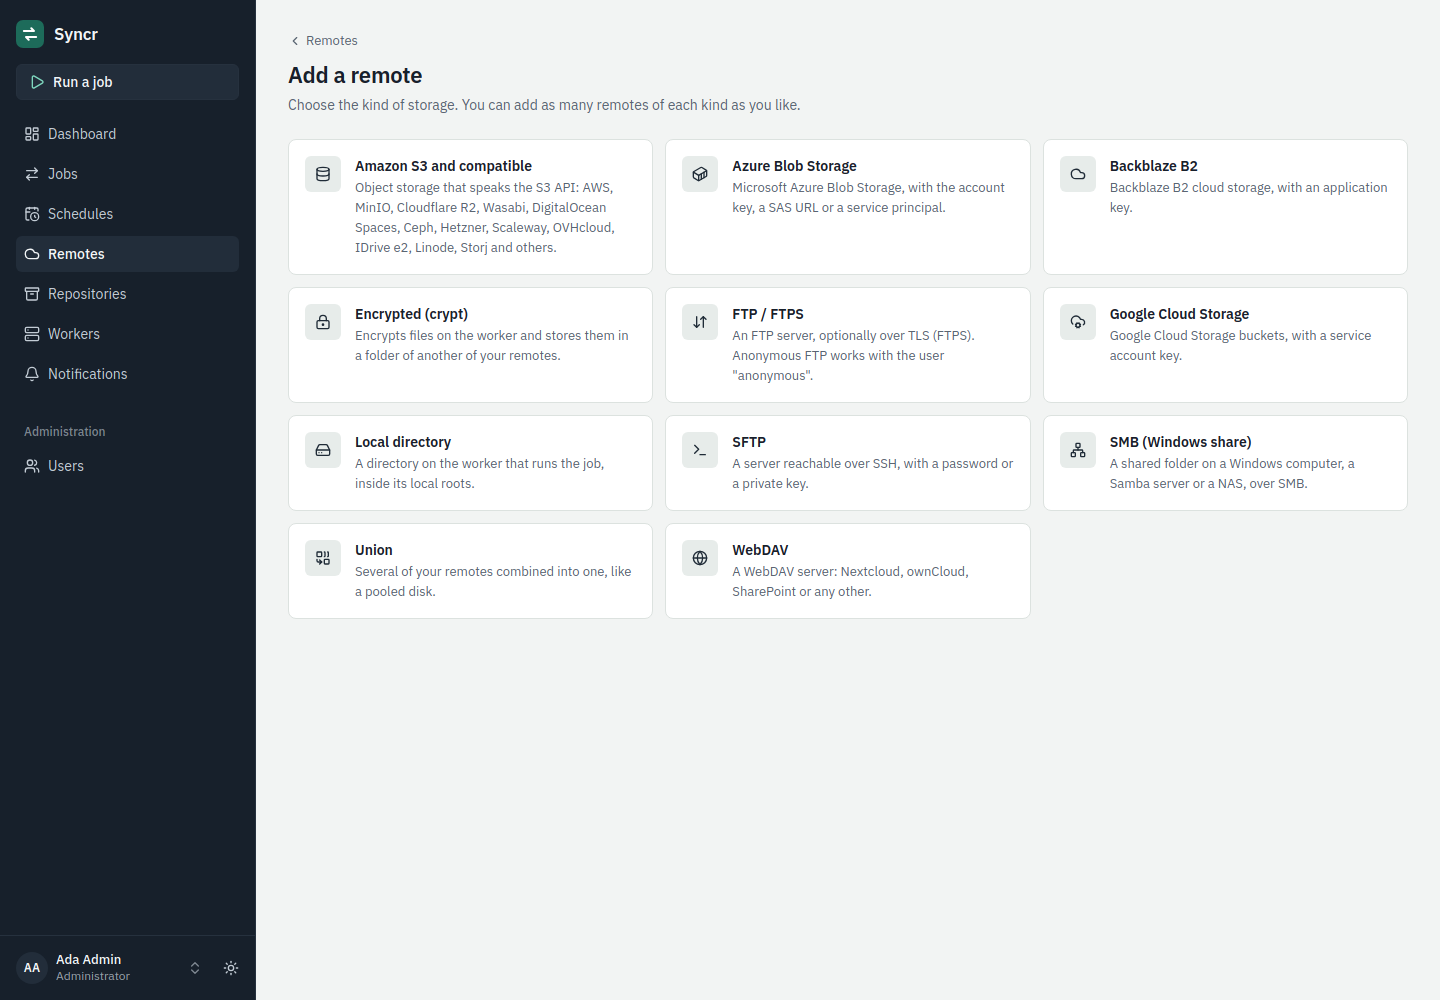 Syncr
Run a job
Dashboard
Jobs
Schedules
Remotes
Repositories
Workers
Notifications
Administration
Users
AA
Ada Admin
Administrator
Remotes
Add a remote
Choose the kind of storage. You can add as many remotes of each kind as you like.
Amazon S3 and compatible
Object storage that speaks the S3 API: AWS,
MinIO, Cloudflare R2, Wasabi, DigitalOcean
Spaces, Ceph, Hetzner, Scaleway, OVHcloud,
IDrive e2, Linode, Storj and others.
Azure Blob Storage
Microsoft Azure Blob Storage, with the account
key, a SAS URL or a service principal.
Backblaze B2
Backblaze B2 cloud storage, with an application
key.
Encrypted (crypt)
Encrypts files on the worker and stores them in
a folder of another of your remotes.
FTP / FTPS
An FTP server, optionally over TLS (FTPS).
Anonymous FTP works with the user
"anonymous".
Google Cloud Storage
Google Cloud Storage buckets, with a service
account key.
Local directory
A directory on the worker that runs the job,
inside its local roots.
SFTP
A server reachable over SSH, with a password or
a private key.
SMB (Windows share)
A shared folder on a Windows computer, a
Samba server or a NAS, over SMB.
Union
Several of your remotes combined into one, like
a pooled disk.
WebDAV
A WebDAV server: Nextcloud, ownCloud,
SharePoint or any other.